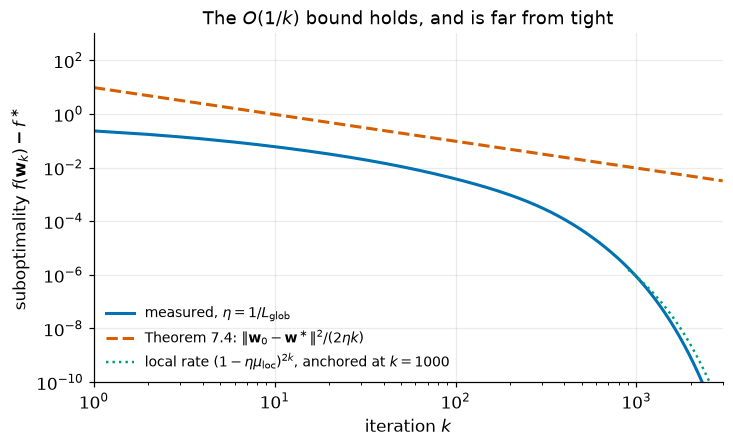 The O(1/k) bound holds, and is far from tight
suboptimality f(w_k) − f*
10^2
10^0
10^−2
10^−4
10^−6
10^−8
10^−10
measured, η = 1/L_glob
Theorem 7.4: ‖w_0 − w*‖^2/(2ηk)
local rate (1 − ημ_loc)^{2k}, anchored at k = 1000
10^0 10^1 10^2 10^3
iteration k